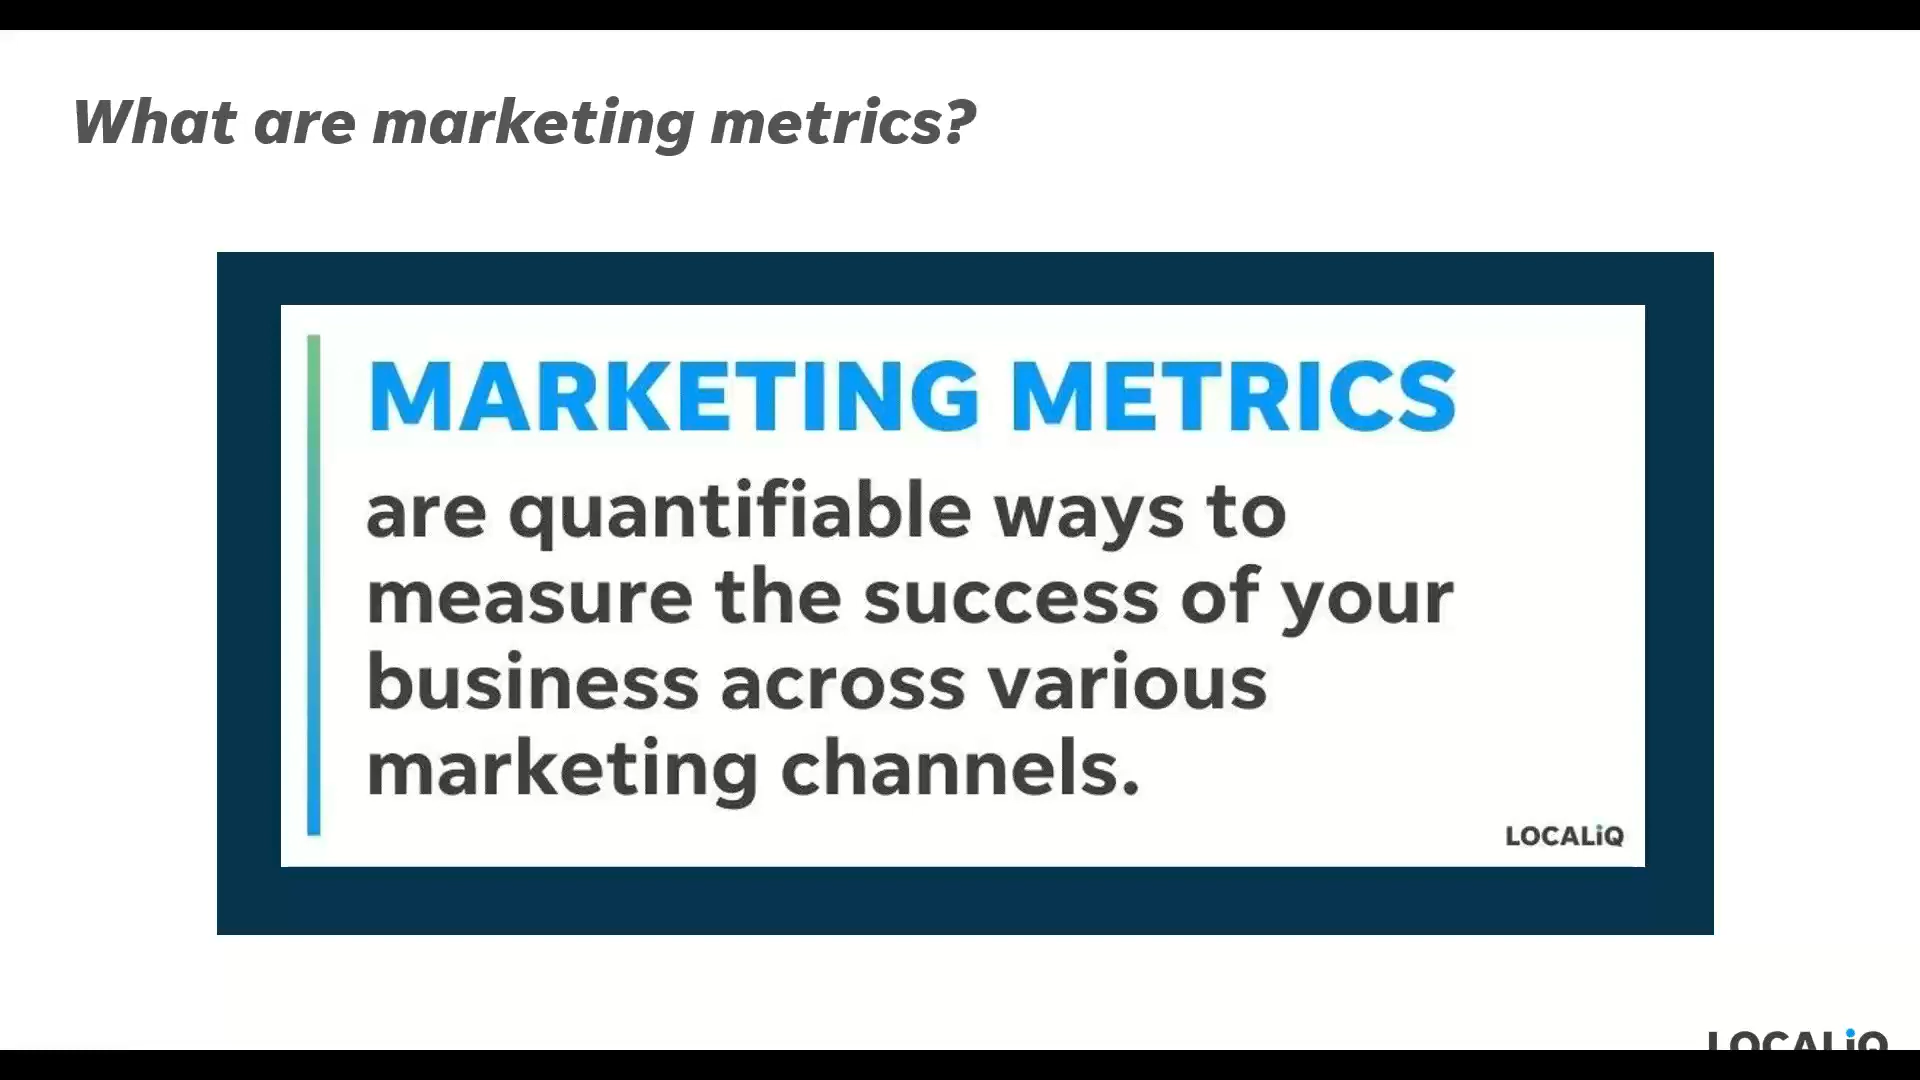 What are marketing metrics?
MARKETING METRICS
are quantifiable ways to
measure the success of your
business across various
marketing channels.
LOCALiQ
LOCALiQ